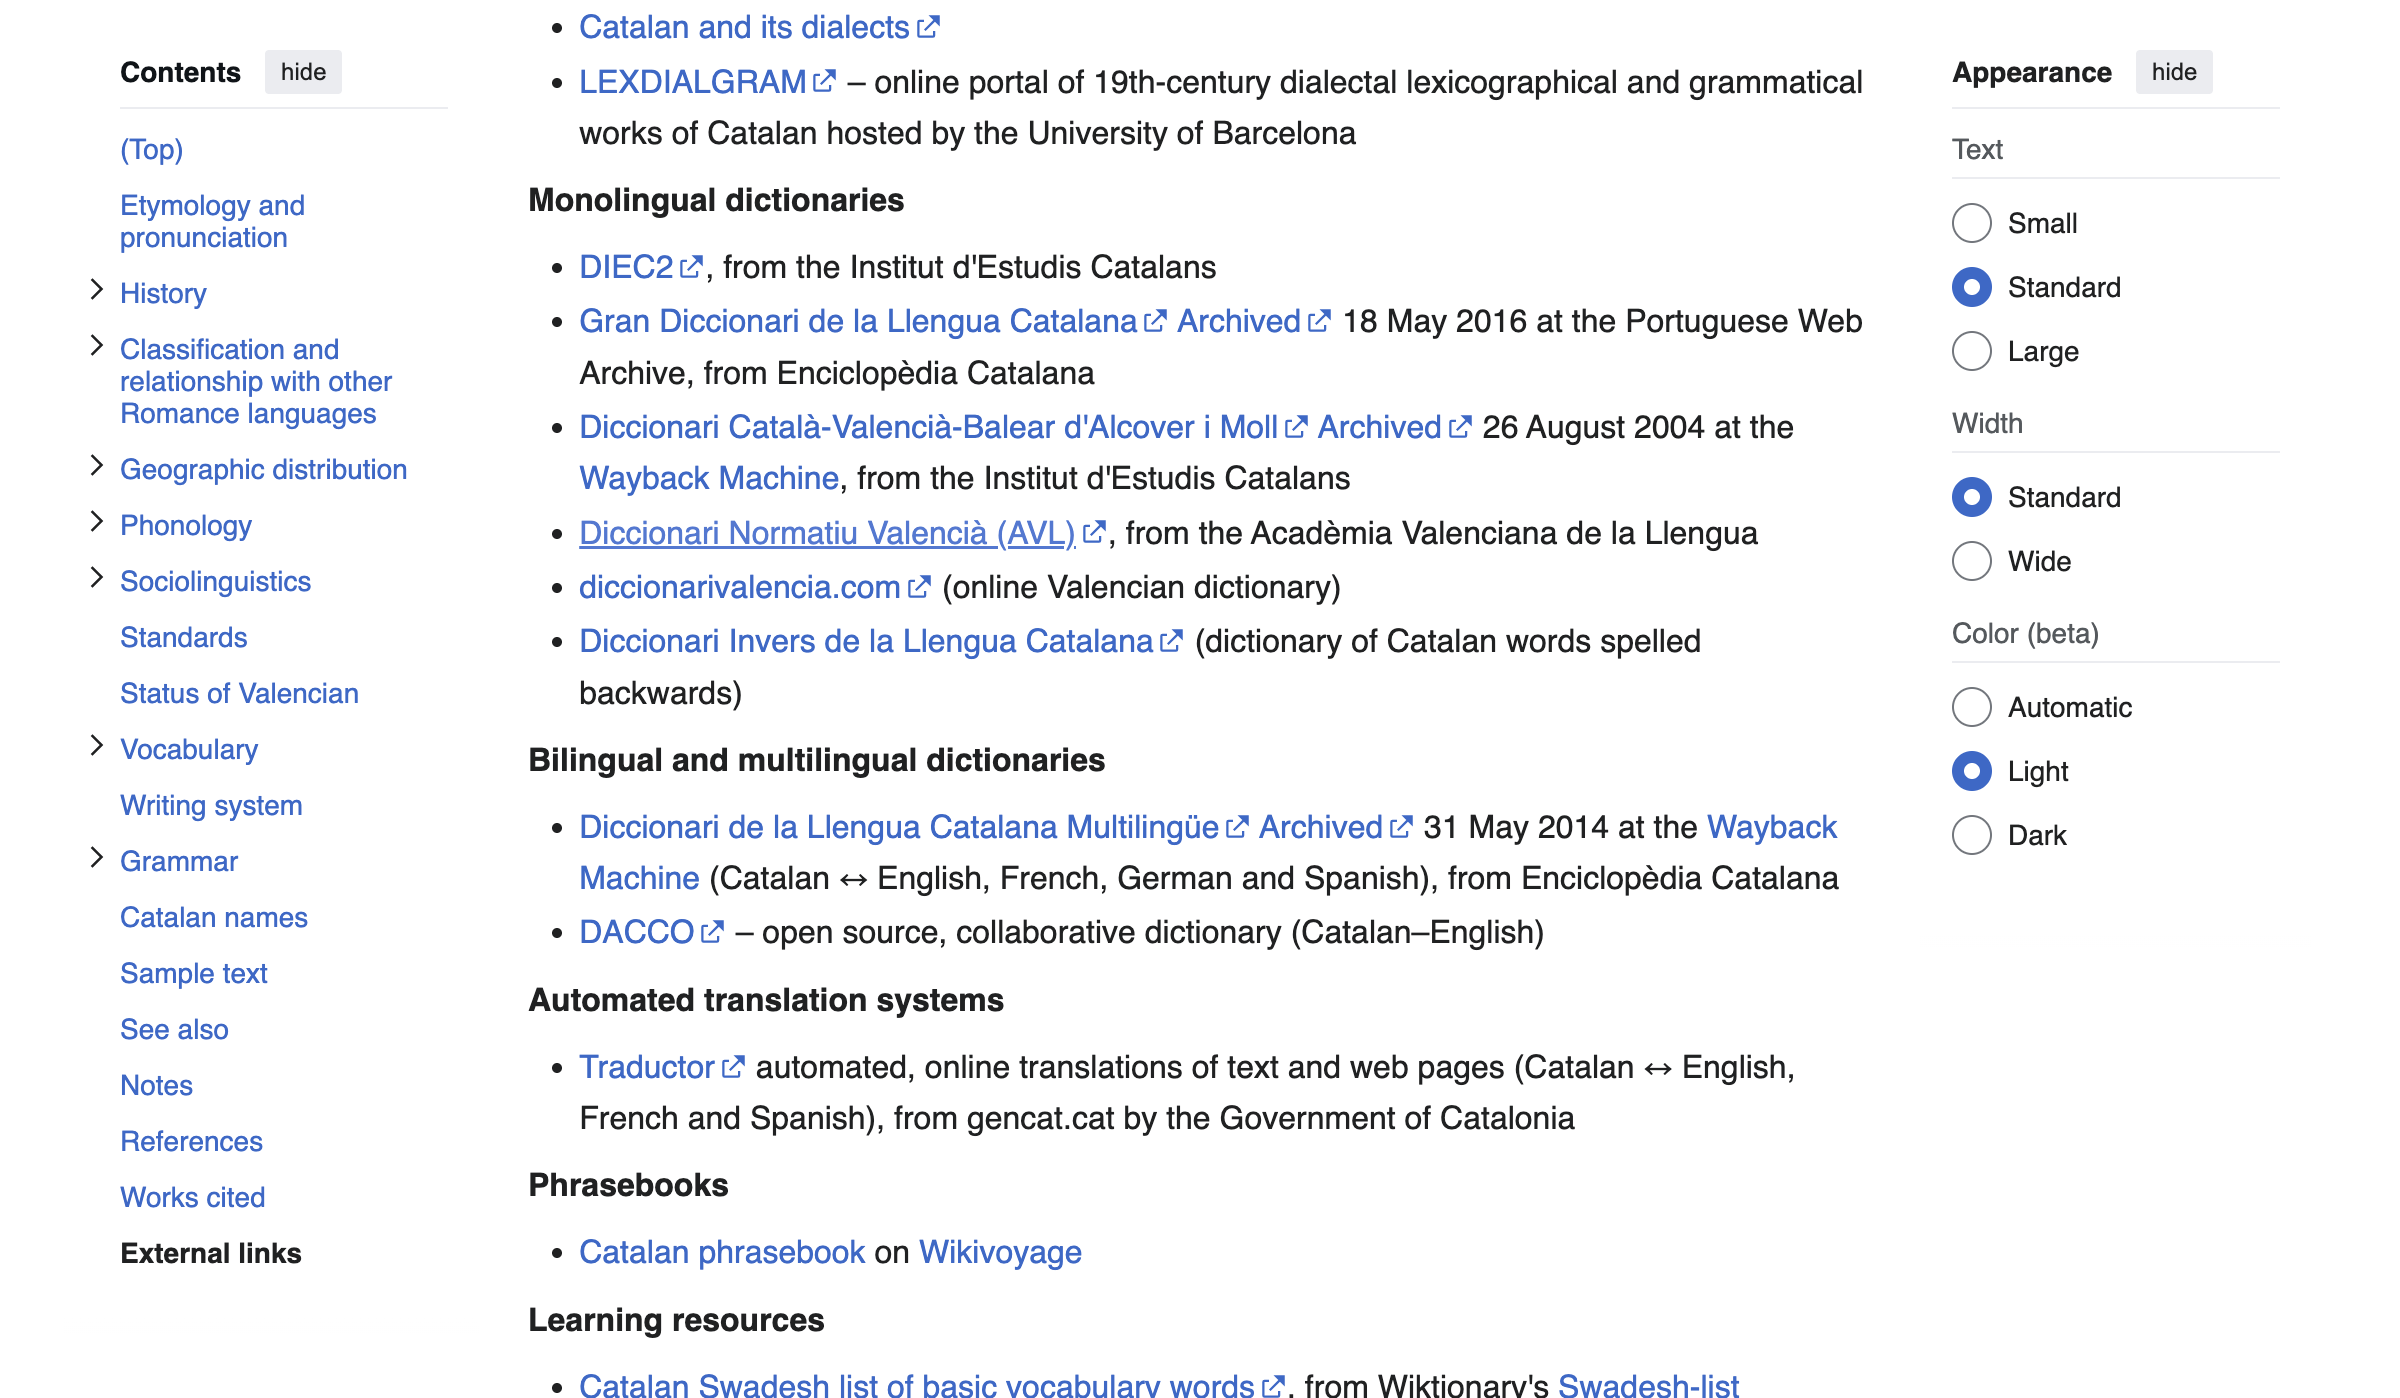 Contents hide
(Top)
Etymology and
pronunciation
History
Classification and
relationship with other
Romance languages
Geographic distribution
Phonology
Sociolinguistics
Standards
Status of Valencian
Vocabulary
Writing system
Grammar
Catalan names
Sample text
See also
Notes
References
Works cited
External links
Catalan and its dialects
LEXDIALGRAM – online portal of 19th-century dialectal lexicographical and grammatical
works of Catalan hosted by the University of Barcelona
Monolingual dictionaries
DIEC2, from the Institut d'Estudis Catalans
Gran Diccionari de la Llengua Catalana Archived 18 May 2016 at the Portuguese Web
Archive, from Enciclopèdia Catalana
Diccionari Català-Valencià-Balear d'Alcover i Moll Archived 26 August 2004 at the
Wayback Machine, from the Institut d'Estudis Catalans
Diccionari Normatiu Valencià (AVL), from the Acadèmia Valenciana de la Llengua
diccionarivalencia.com (online Valencian dictionary)
Diccionari Invers de la Llengua Catalana (dictionary of Catalan words spelled
backwards)
Bilingual and multilingual dictionaries
Diccionari de la Llengua Catalana Multilingüe Archived 31 May 2014 at the Wayback
Machine (Catalan ↔ English, French, German and Spanish), from Enciclopèdia Catalana
DACCO – open source, collaborative dictionary (Catalan–English)
Automated translation systems
Traductor automated, online translations of text and web pages (Catalan ↔ English,
French and Spanish), from gencat.cat by the Government of Catalonia
Phrasebooks
Catalan phrasebook on Wikivoyage
Learning resources
Catalan Swadesh list of basic vocabulary words, from Wiktionary's Swadesh-list
Appearance hide
Text
Small
Standard
Large
Width
Standard
Wide
Color (beta)
Automatic
Light
Dark